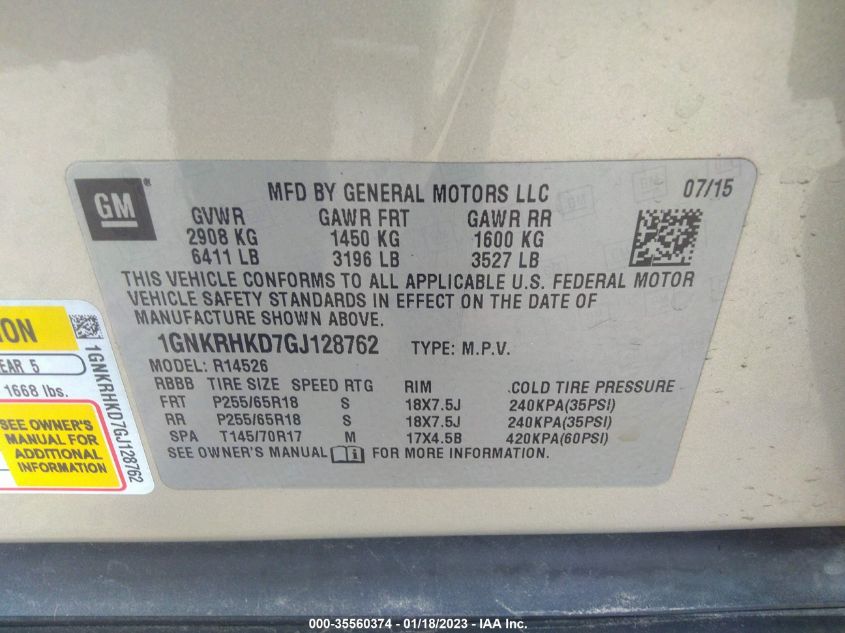 GM ®
MFD BY GENERAL MOTORS LLC
07/15
GVWR GAWR FRT GAWR RR
2908 KG 1450 KG 1600 KG
6411 LB 3196 LB 3527 LB
THIS VEHICLE CONFORMS TO ALL APPLICABLE U.S. FEDERAL MOTOR
VEHICLE SAFETY STANDARDS IN EFFECT ON THE DATE OF
MANUFACTURE SHOWN ABOVE.
1GNKRHKD7GJ128762 TYPE: M.P.V.
MODEL: R14526
RBBB TIRE SIZE SPEED RTG RIM COLD TIRE PRESSURE
FRT P255/65R18 S 18X7.5J 240KPA(35PSI)
RR P255/65R18 S 18X7.5J 240KPA(35PSI)
SPA T145/70R17 M 17X4.5B 420KPA(60PSI)
SEE OWNER'S MANUAL i FOR MORE INFORMATION.
EAR 5
1668 lbs.
SEE OWNER'S
MANUAL FOR
ADDITIONAL
INFORMATION
1GNKRHKD7GJ128762
000-35560374 - 01/18/2023 - IAA Inc.